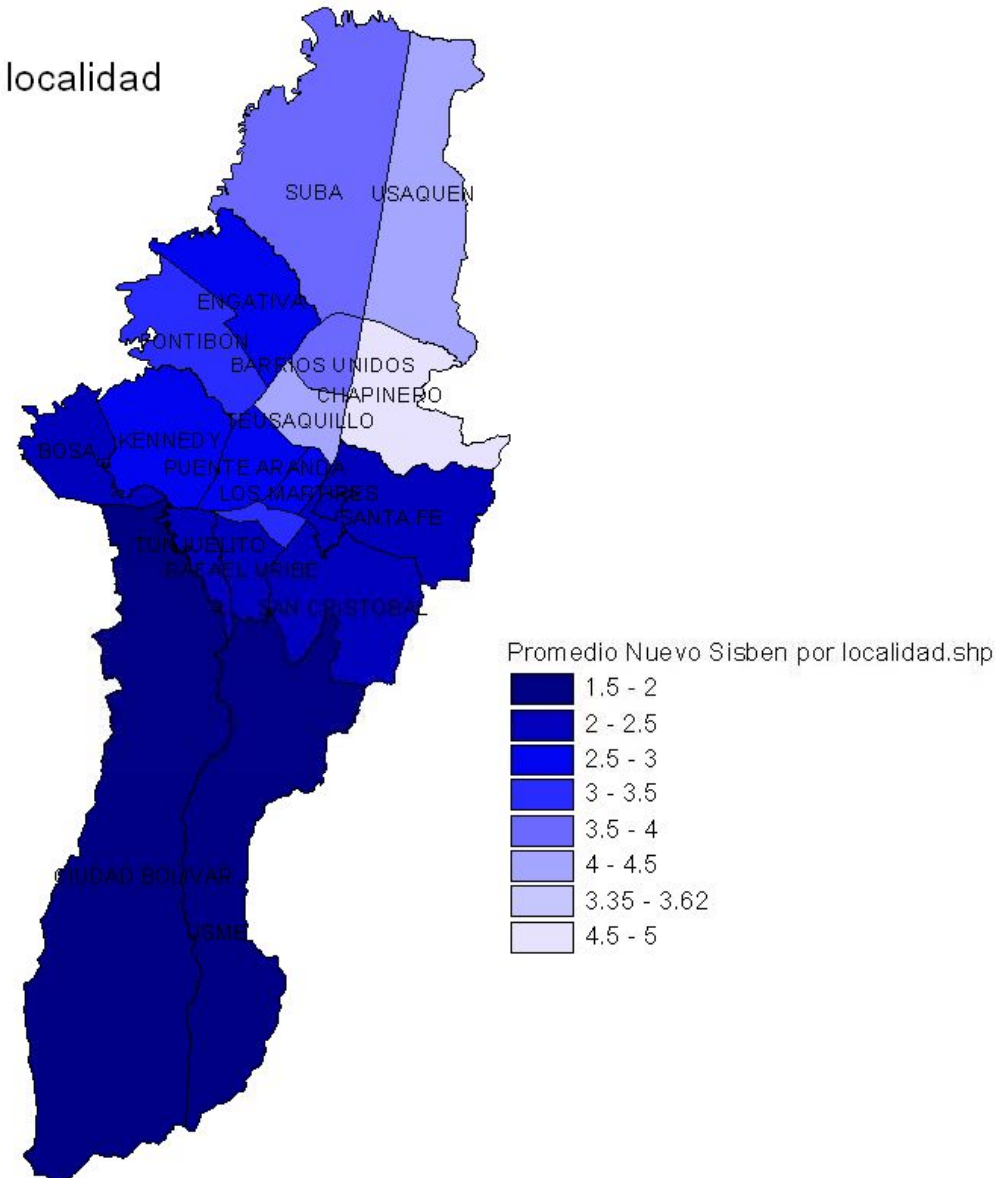 localidad
SUBA
USAQUEN
ENGATIVA
FONTIBON
BARRIOS UNIDOS
CHAPINERO
TEUSAQUILLO
KENNEDY
BOSA
PUENTE ARANDA
LOS MARTIRES
SANTA FE
TUNJUELITO
RAFAEL URIBE
SAN CRISTOBAL
CIUDAD BOLIVAR
USME
Promedio Nuevo Sisben por localidad.shp
1.5 - 2
2 - 2.5
2.5 - 3
3 - 3.5
3.5 - 4
4 - 4.5
3.35 - 3.62
4.5 - 5